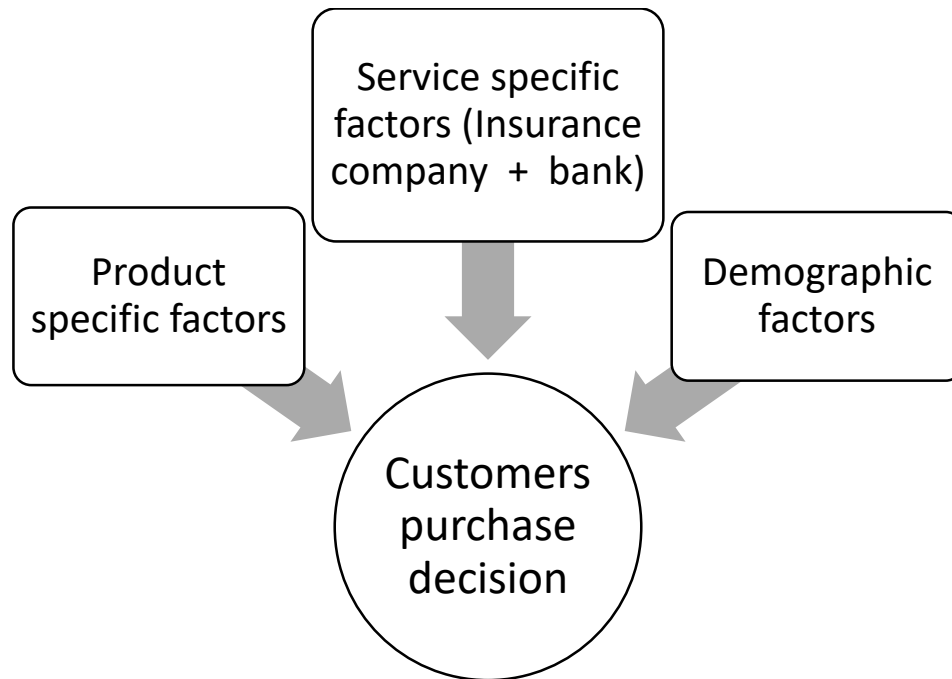 Service specific
factors (Insurance
company + bank)
Product
specific factors
Demographic
factors
Customers
purchase
decision